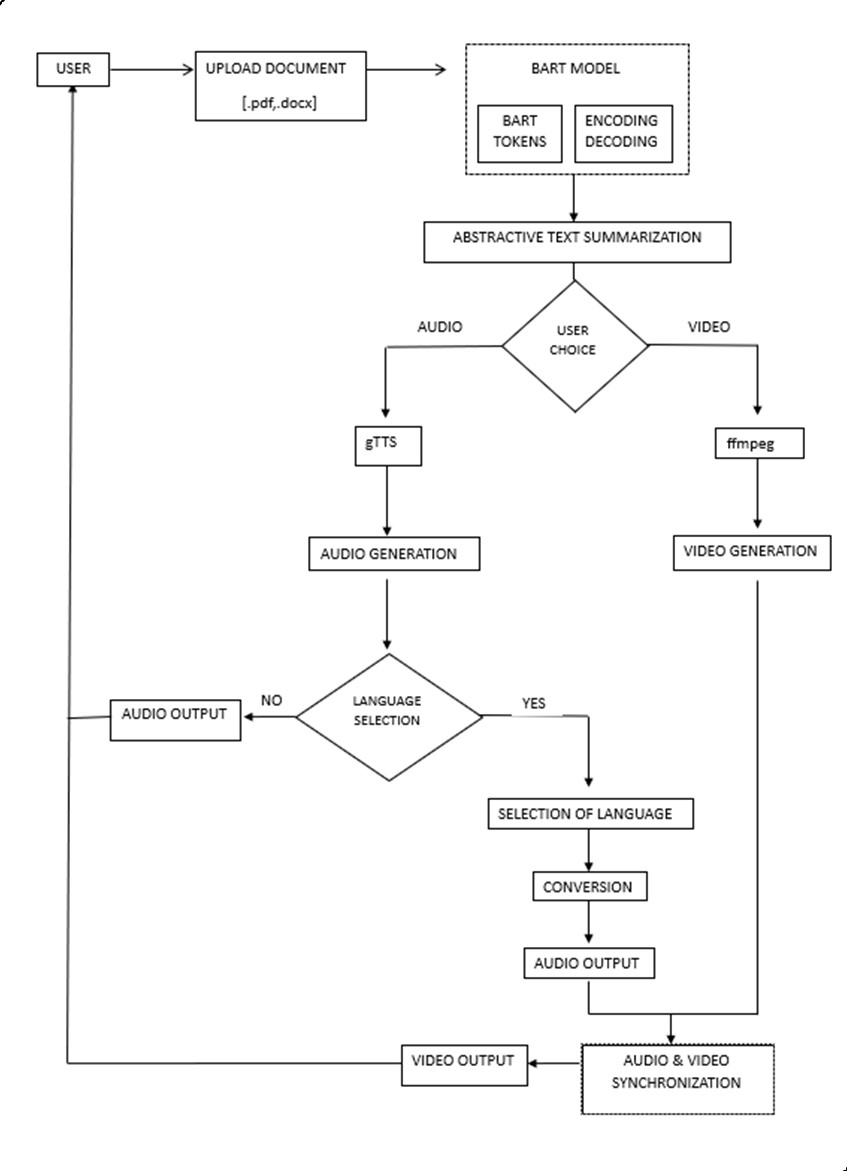 USER
UPLOAD DOCUMENT
[.pdf,.docx]
BART MODEL
BART
TOKENS
ENCODING
DECODING
ABSTRACTIVE TEXT SUMMARIZATION
USER
CHOICE
AUDIO
VIDEO
gTTS
ffmpeg
AUDIO GENERATION
VIDEO GENERATION
LANGUAGE
SELECTION
NO
YES
AUDIO OUTPUT
SELECTION OF LANGUAGE
CONVERSION
AUDIO OUTPUT
AUDIO & VIDEO
SYNCHRONIZATION
VIDEO OUTPUT